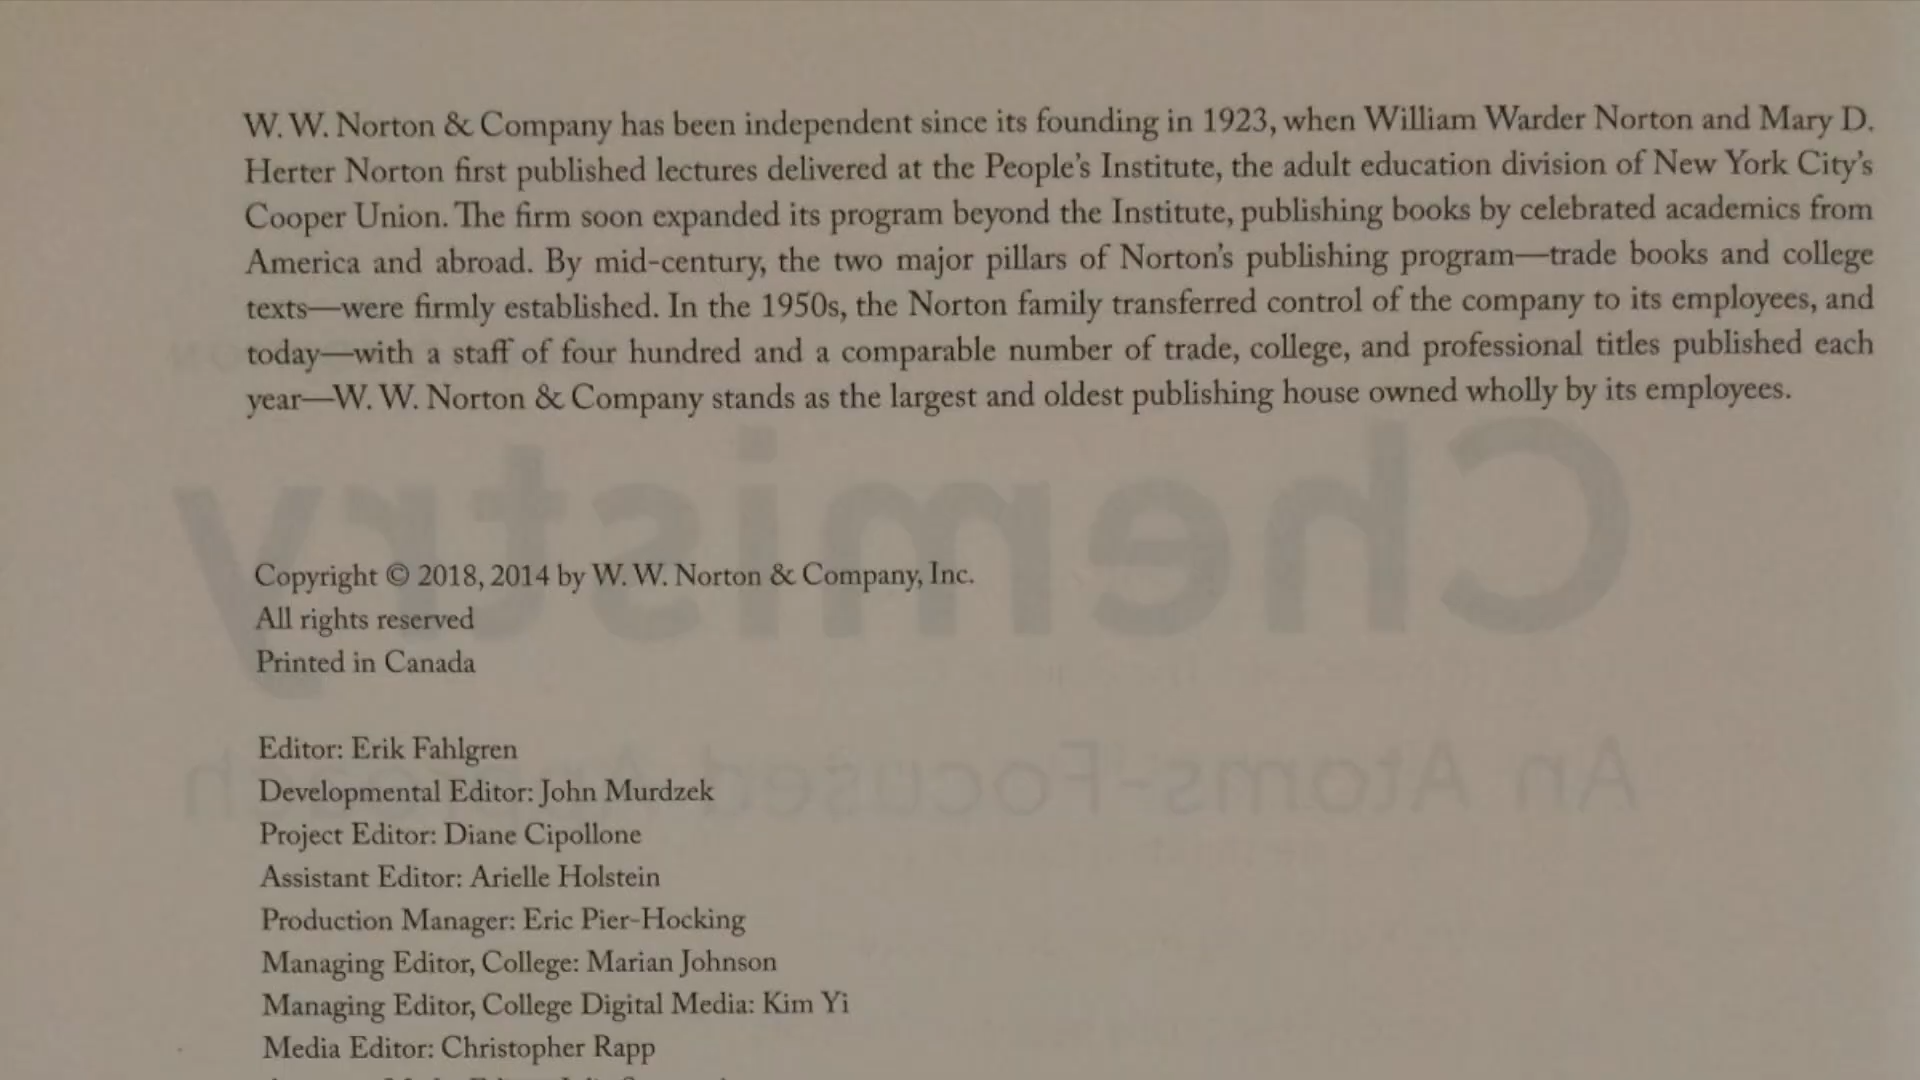 W. W. Norton & Company has been independent since its founding in 1923, when William Warder Norton and Mary D.
Herter Norton first published lectures delivered at the People's Institute, the adult education division of New York City's
Cooper Union. The firm soon expanded its program beyond the Institute, publishing books by celebrated academics from
America and abroad. By mid-century, the two major pillars of Norton's publishing program—trade books and college
texts—were firmly established. In the 1950s, the Norton family transferred control of the company to its employees, and
today—with a staff of four hundred and a comparable number of trade, college, and professional titles published each
year—W. W. Norton & Company stands as the largest and oldest publishing house owned wholly by its employees.
Chemistry
Copyright © 2018, 2014 by W. W. Norton & Company, Inc.
All rights reserved
Printed in Canada
An Atoms-Focused Approach
Editor: Erik Fahlgren
Developmental Editor: John Murdzek
Project Editor: Diane Cipollone
Assistant Editor: Arielle Holstein
Production Manager: Eric Pier-Hocking
Managing Editor, College: Marian Johnson
Managing Editor, College Digital Media: Kim Yi
Media Editor: Christopher Rapp